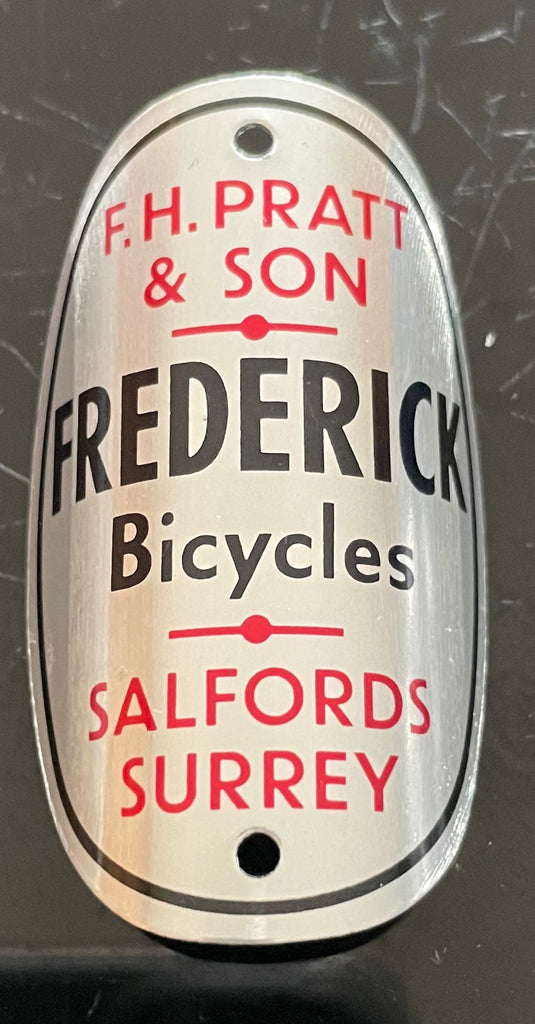 F. H. PRATT
& SON
FREDERICK
Bicycles
SALFORDS
SURREY